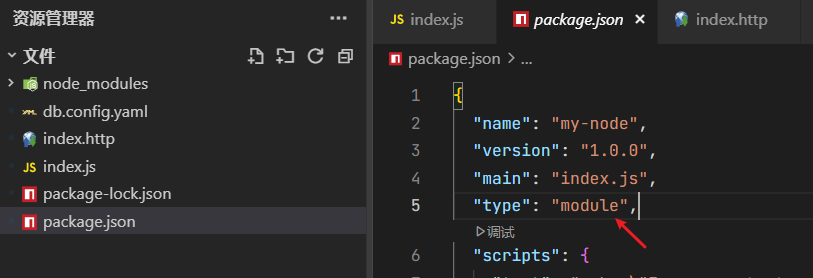 资源管理器 ...
文件
node_modules
db.config.yaml
index.http
JS index.js
package-lock.json
package.json
JS index.js package.json × index.http
package.json > ...
1 {
2 "name": "my-node",
3 "version": "1.0.0",
4 "main": "index.js",
5 "type": "module",
调试
6 "scripts": {